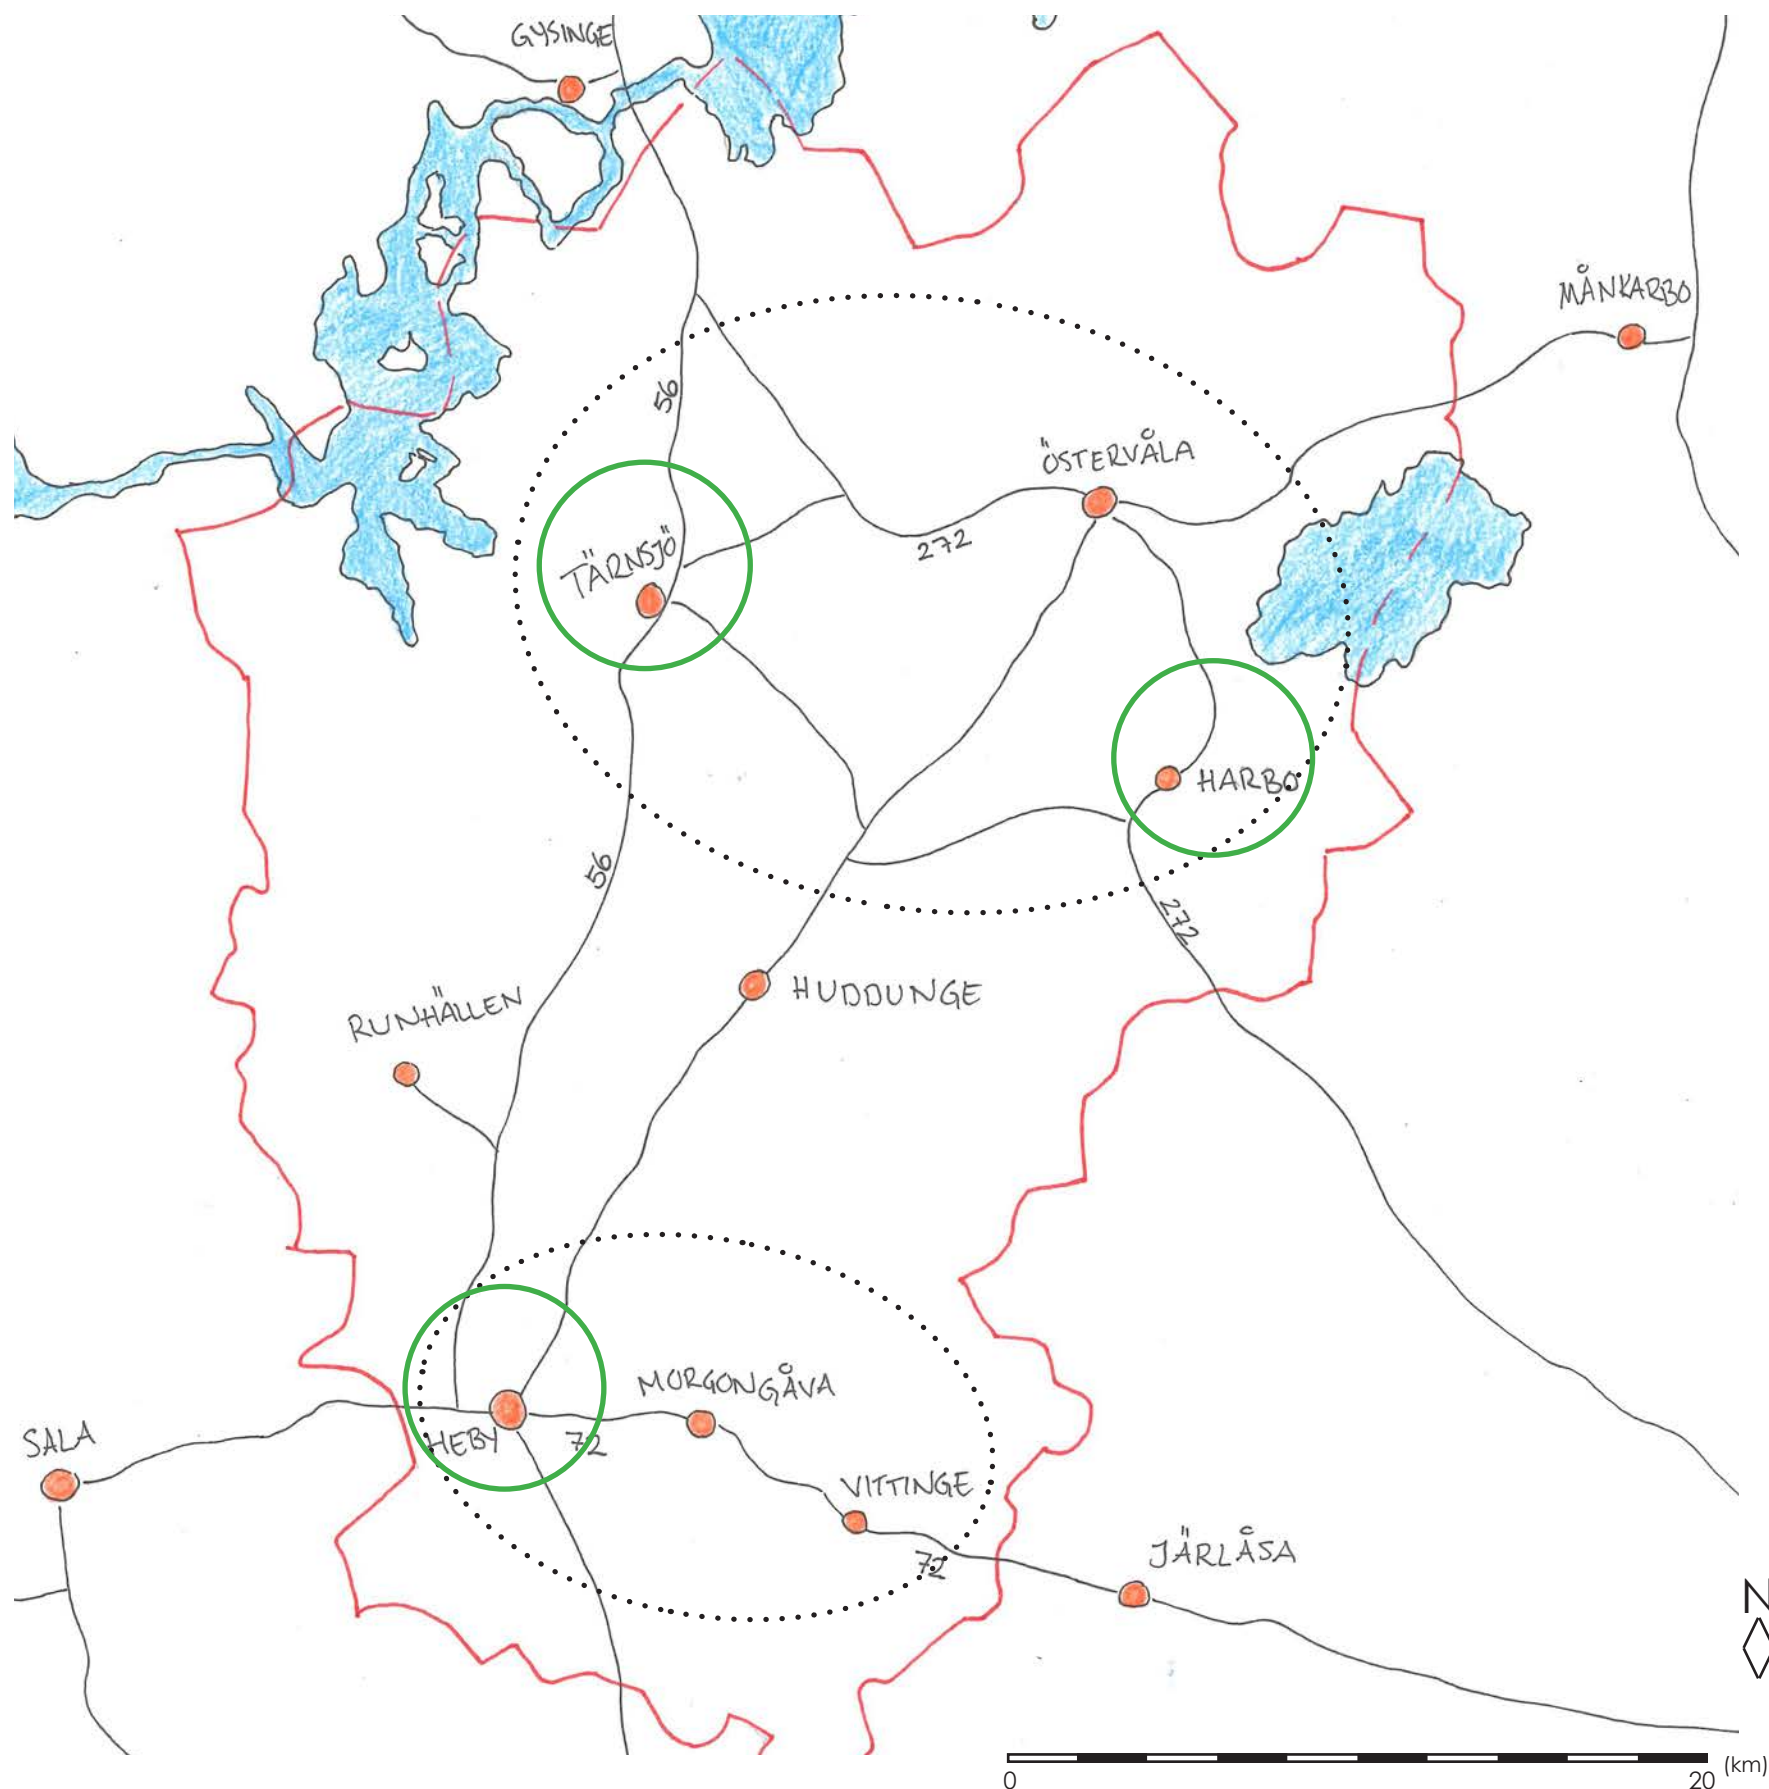 GYSINGE
MÅNKARBO
56
ÖSTERVÅLA
272
TÄRNSJÖ
HARBO
56
272
HUDDUNGE
RUNHÄLLEN
MORGONGÅVA
SALA
HEBY
72
VITTINGE
72
JÄRLÅSA
N
0
20
(km)